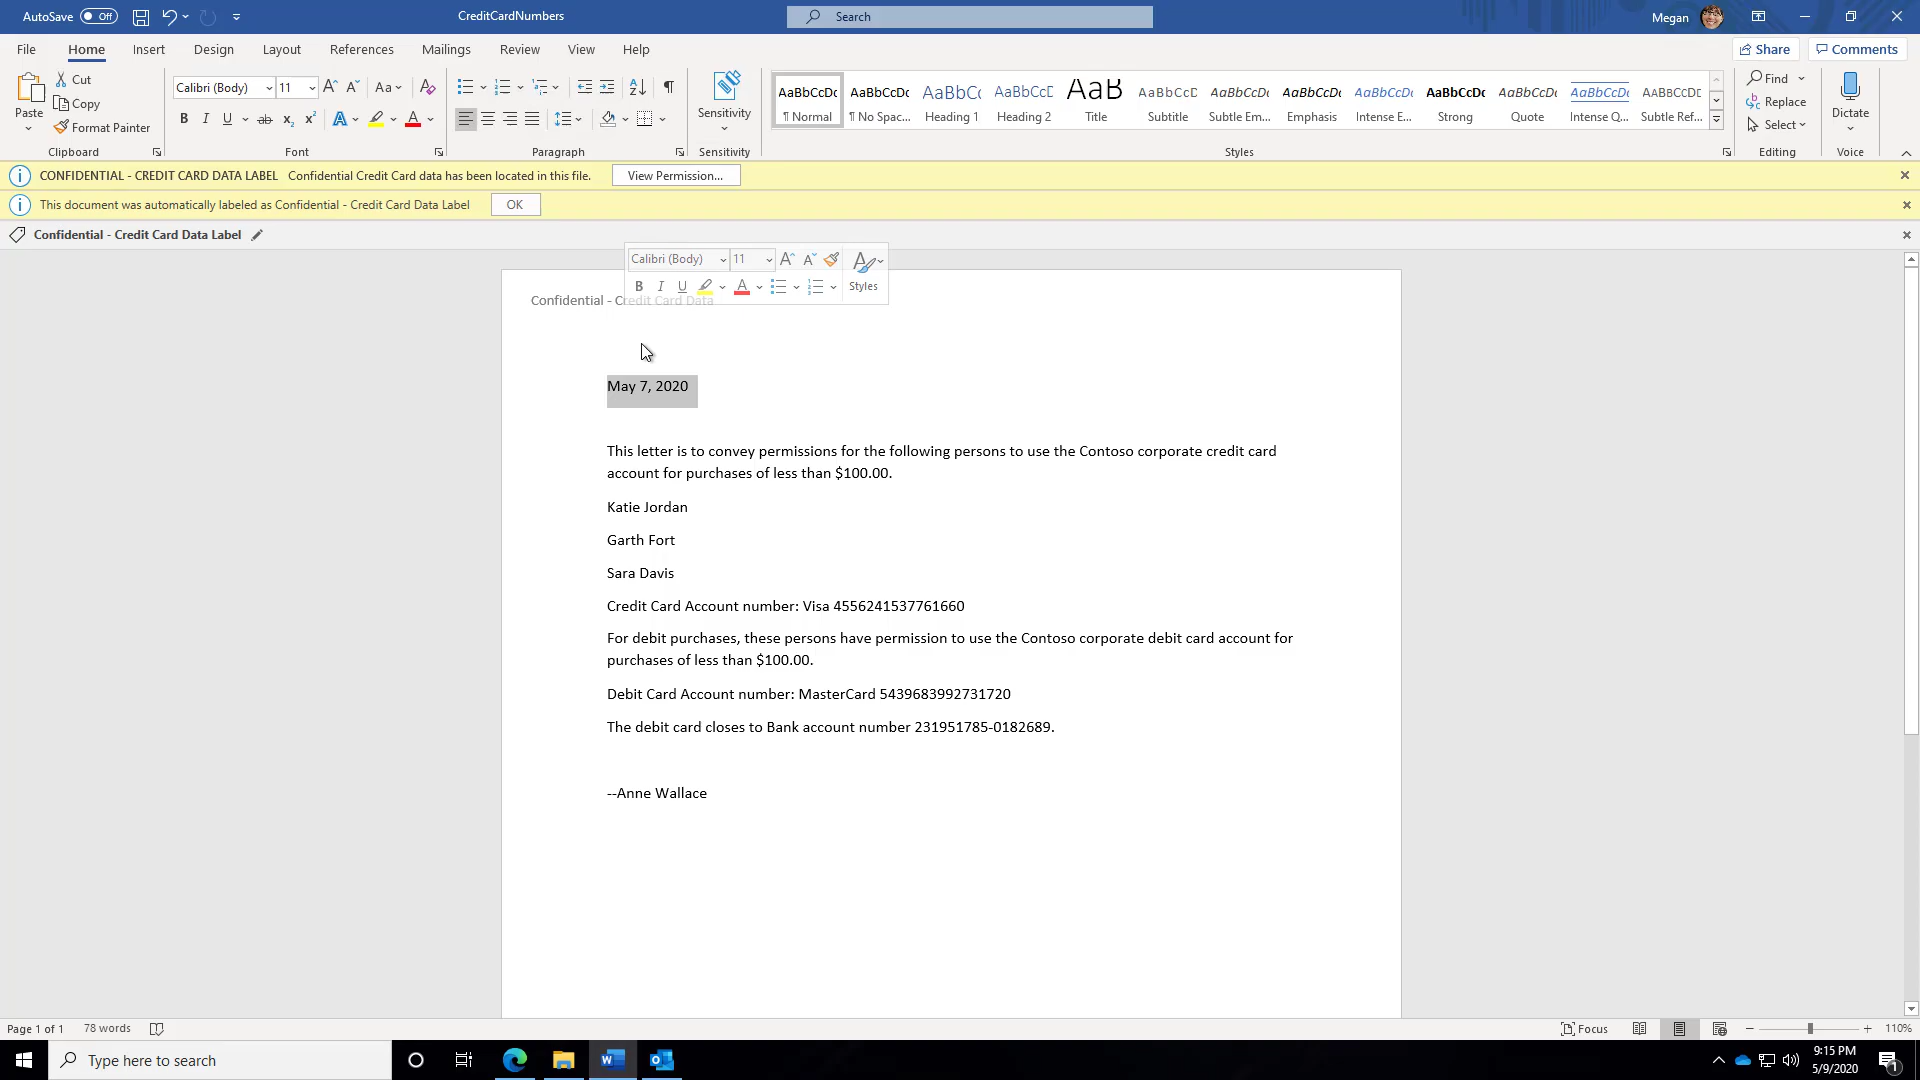 AutoSave Off CreditCardNumbers Search Megan
File Home Insert Design Layout References Mailings Review View Help Share Comments
Paste Cut Copy Format Painter
Calibri (Body) 11 Aa
B I U ab x₂ x² A A
Sensitivity
AaBbCcDc AaBbCcDc AaBbCc AaBbCcD AaB AaBbCcD AaBbCcDc AaBbCcDc AaBbCcDc AaBbCcDc AaBbCcDc AaBbCcDc AABBCCDC
¶ Normal ¶ No Spac... Heading 1 Heading 2 Title Subtitle Subtle Em... Emphasis Intense E... Strong Quote Intense Q... Subtle Ref...
Find
Replace
Select
Dictate
Clipboard Font Paragraph Sensitivity Styles Editing Voice
CONFIDENTIAL - CREDIT CARD DATA LABEL Confidential Credit Card data has been located in this file. View Permission...
This document was automatically labeled as Confidential - Credit Card Data Label OK
Confidential - Credit Card Data Label
Calibri (Body) 11 A A
B I U A Styles
Confidential - Credit Card Data
May 7, 2020
This letter is to convey permissions for the following persons to use the Contoso corporate credit card
account for purchases of less than $100.00.
Katie Jordan
Garth Fort
Sara Davis
Credit Card Account number: Visa 4556241537761660
For debit purchases, these persons have permission to use the Contoso corporate debit card account for
purchases of less than $100.00.
Debit Card Account number: MasterCard 5439683992731720
The debit card closes to Bank account number 231951785-0182689.
--Anne Wallace
Page 1 of 1 78 words Focus 110%
Type here to search
9:15 PM
5/9/2020
1